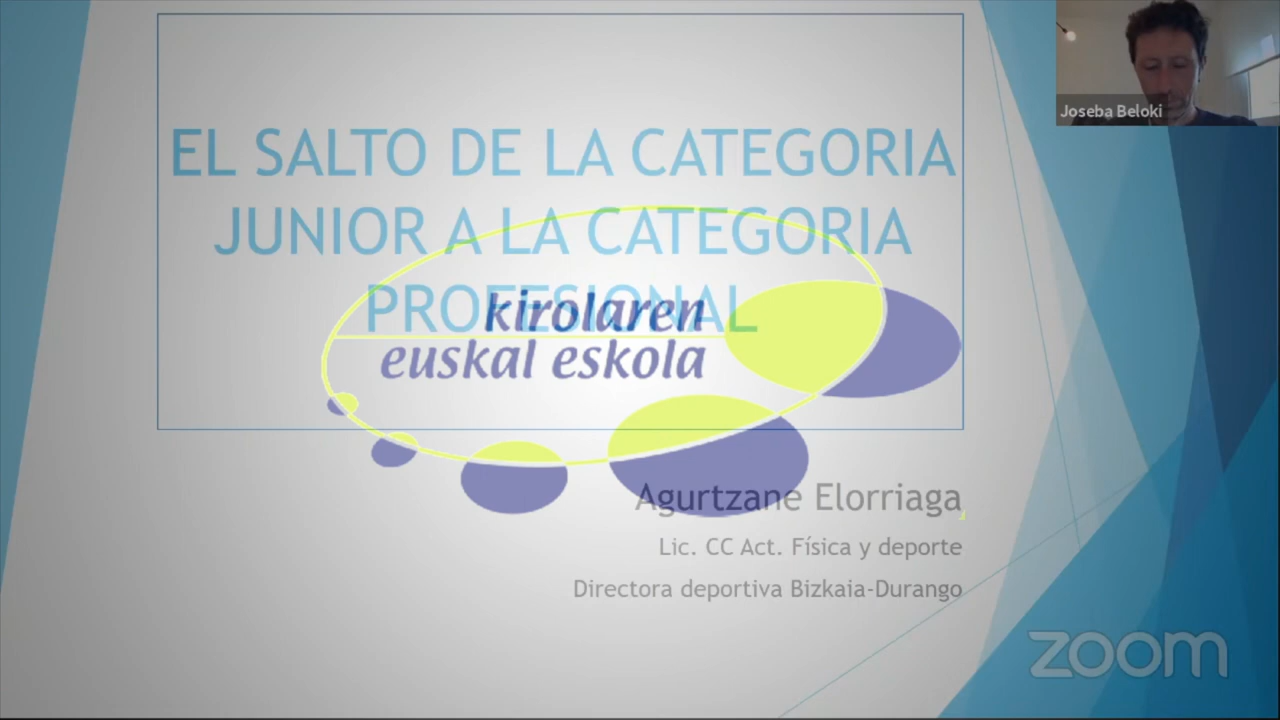 Joseba Beloki
EL SALTO DE LA CATEGORIA
JUNIOR A LA CATEGORIA
PROFESIONAL
kirolaren
euskal eskola
Agurtzane Elorriaga
Lic. CC Act. Física y deporte
Directora deportiva Bizkaia-Durango
zoom